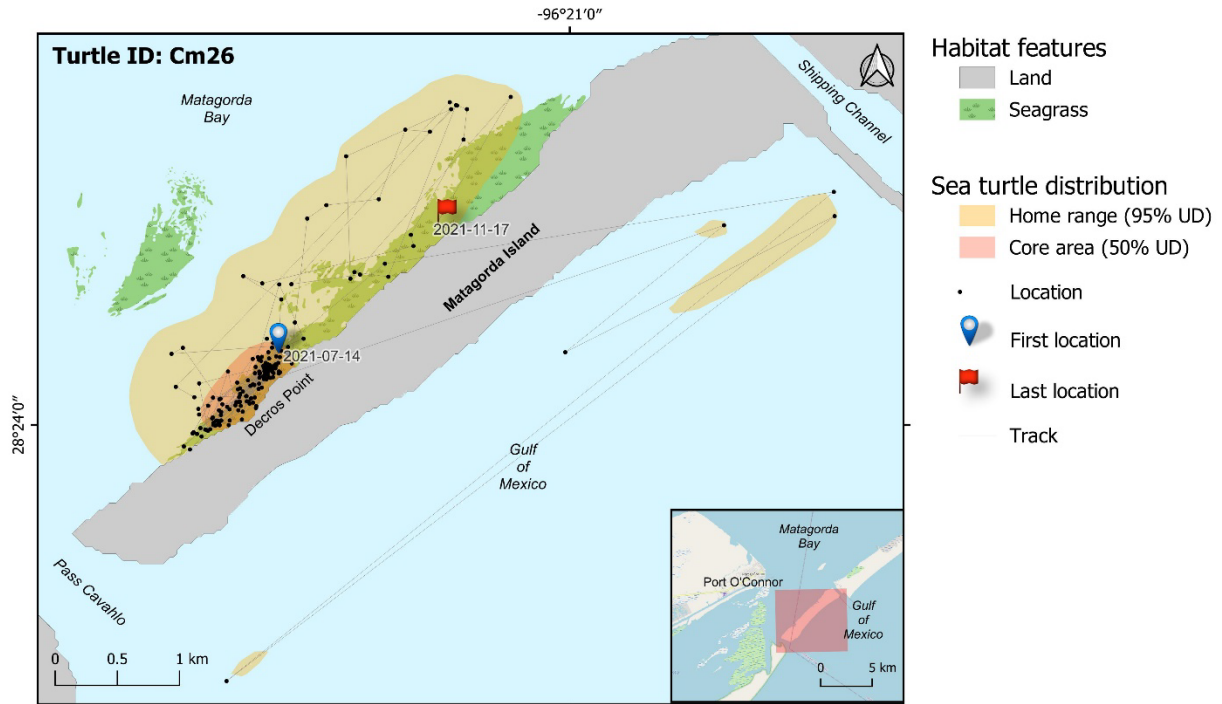 -96°21'0"
Turtle ID: Cm26
Matagorda
Bay
Shipping Channel
2021-11-17
Matagorda Island
2021-07-14
Decros Point
28°24'0"
Gulf
of
Mexico
Pass Cavahlo
0 0.5 1 km
Matagorda
Bay
Port O'Connor
Gulf
of
Mexico
0 5 km
Habitat features
Land
Seagrass
Sea turtle distribution
Home range (95% UD)
Core area (50% UD)
Location
First location
Last location
Track